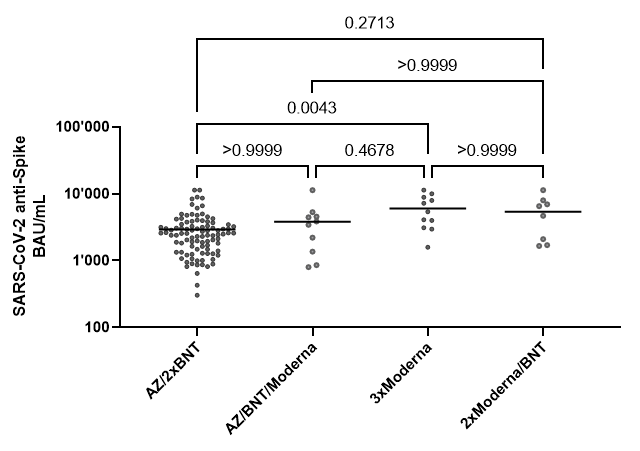 0.2713
>0.9999
0.0043
>0.9999
0.4678
>0.9999
SARS-CoV-2 anti-Spike
BAU/mL
100'000
10'000
1'000
100
AZ/2xBNT
AZ/BNT/Moderna
3xModerna
2xModerna/BNT